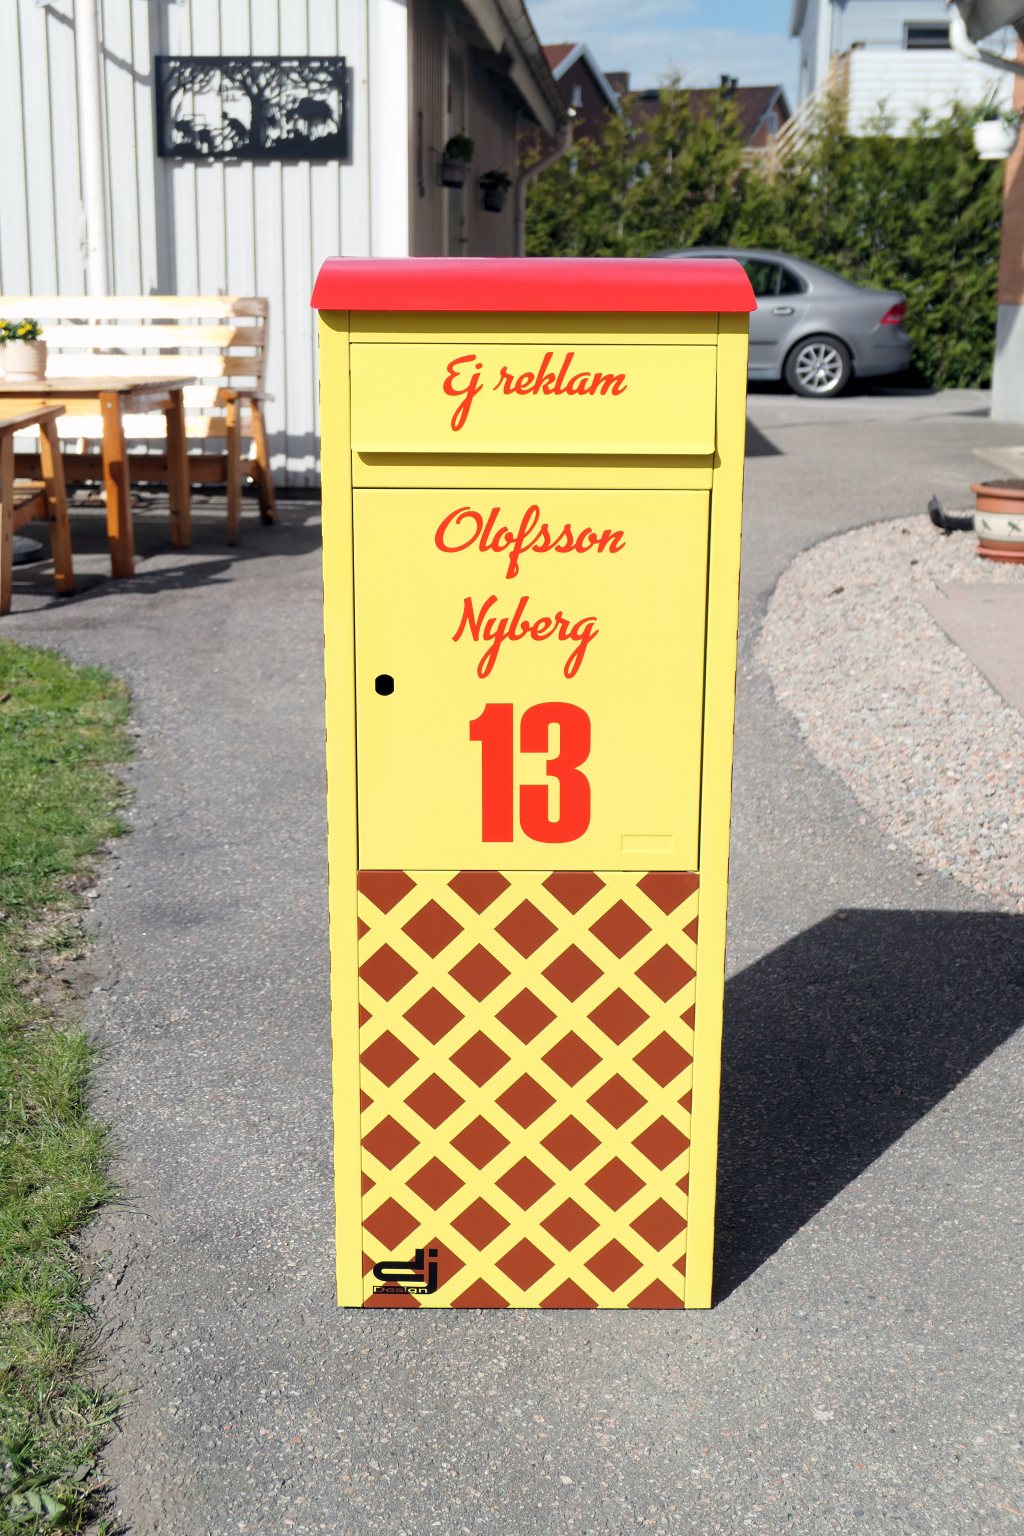 Ej reklam
Olofsson
Nyberg
13
dj
Design